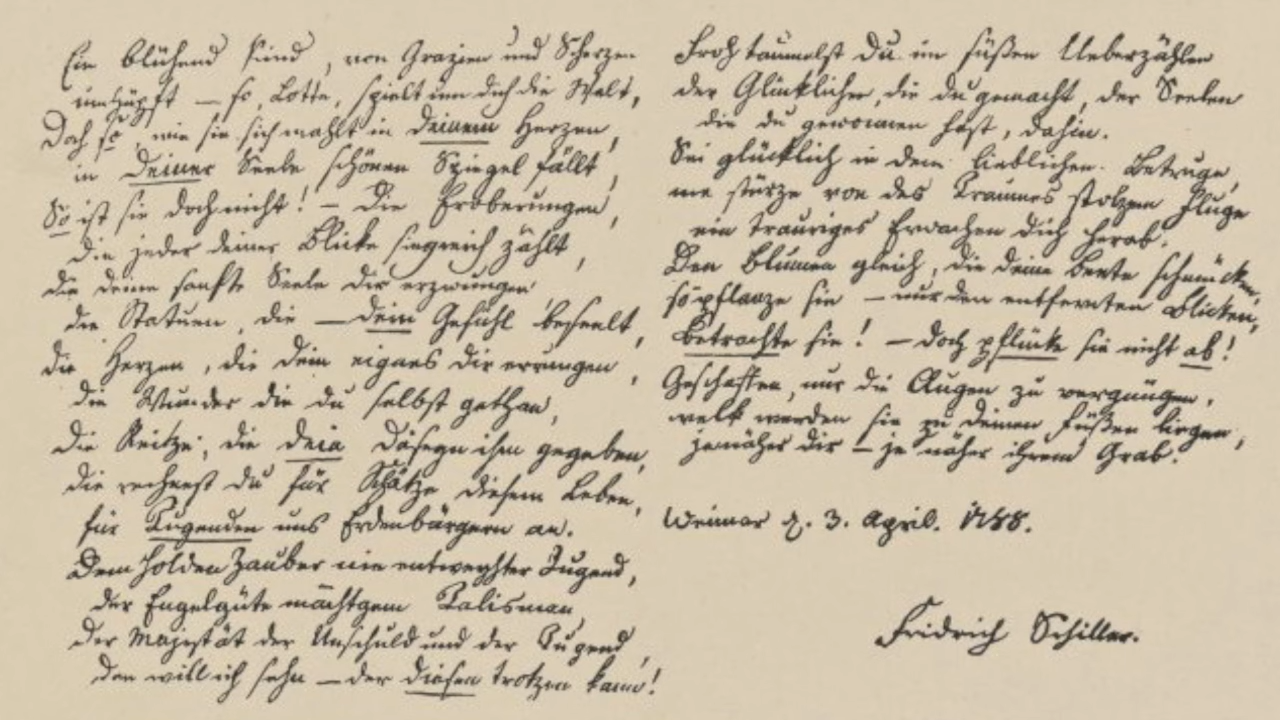 Ein blühend Kind, von Grazien und Scherzen
umhüpft — so, Lotte, spielt um dich die Welt,
Doch so, wie sie sich mahlt in deinem Herzen,
in Deiner Seele schönen Spiegel fällt,
So ist sie doch nicht! — Die Eroberungen,
die jeder deiner Blicke siegreich zählt,
die deine sanfte Seele dir erzwungen
die Statuen, die — dein Gefühl beseelt,
die Herzen, die dein eignes dir errungen,
die Wunder die du selbst gethan,
die Reitze, die dein Daseyn ihm gegeben,
die rechnest du für Schätze diesem Leben,
für Tugenden uns Erdenbürgern an.
Dem holden Zauber nie entweyhter Jugend,
der Engelgüte mächtgem Talisman
Der Majestät der Unschuld und der Tugend,
den will ich sehn — der diesen trotzen kann!
Froh taumelst Du im süßen Ueberzählen
der Glücklichen, die du gemacht, der Seelen
die du gewonnen hast, dahin.
Sei glücklich in dem lieblichen Betruge,
nie stürze von des Traumes stolzem Fluge
ein trauriges Erwachen dich herab.
Den Blumen gleich, die deine Beete schmücken,
so pflanze sie — nur den entfernten Blicken,
Betrachte sie! — doch pflücke sie nicht ab!
Geschaffen, nur die Augen zu vergnügen,
welk werden sie zu deinen Füßen liegen,
je näher dir — je näher ihrem Grab.
Weimar d. 3. April. 1788.
Fridrich Schiller.